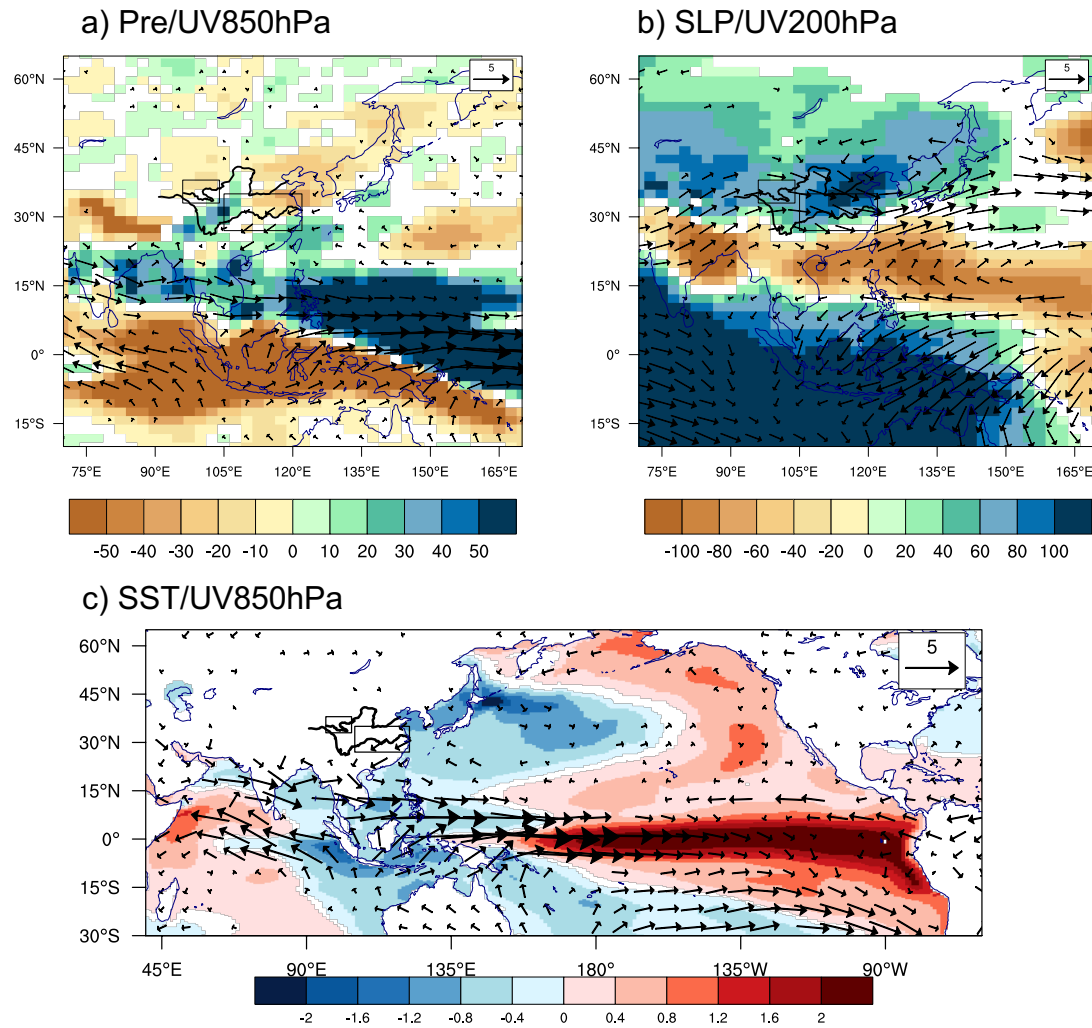 a) Pre/UV850hPa
5
60°N
45°N
30°N
15°N
0°
15°S
75°E 90°E 105°E 120°E 135°E 150°E 165°E
-50 -40 -30 -20 -10 0 10 20 30 40 50
b) SLP/UV200hPa
5
60°N
45°N
30°N
15°N
0°
15°S
75°E 90°E 105°E 120°E 135°E 150°E 165°E
-100 -80 -60 -40 -20 0 20 40 60 80 100
c) SST/UV850hPa
5
60°N
45°N
30°N
15°N
0°
15°S
30°S
45°E 90°E 135°E 180° 135°W 90°W
-2 -1.6 -1.2 -0.8 -0.4 0 0.4 0.8 1.2 1.6 2